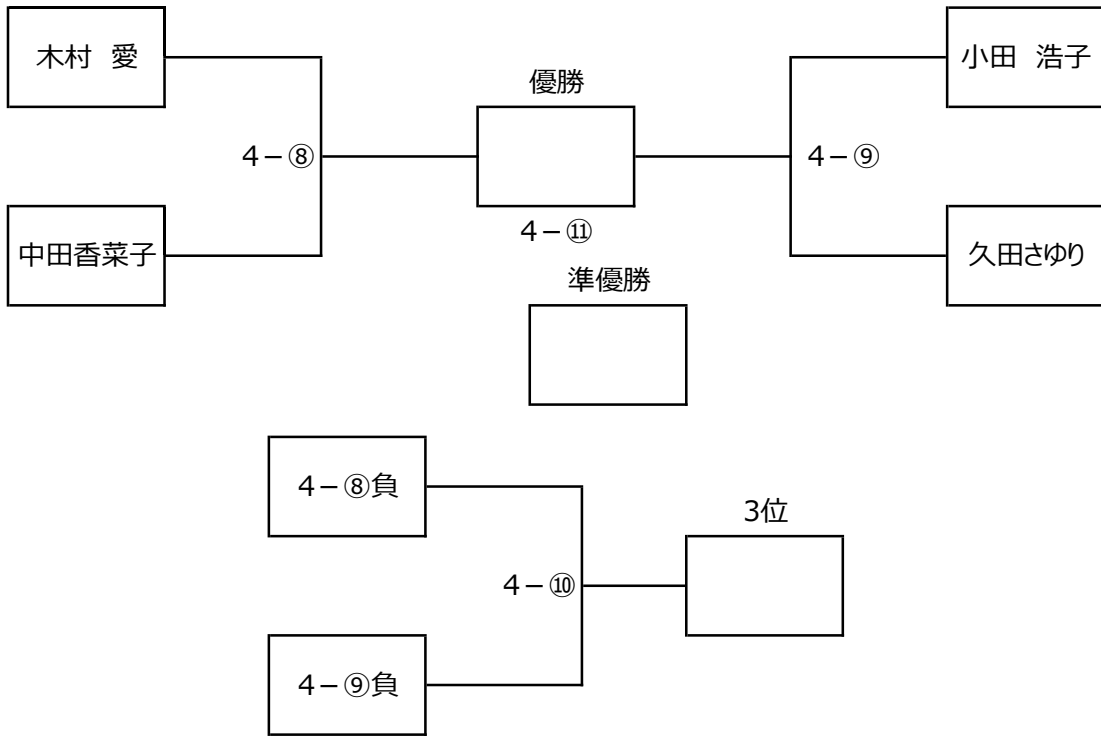 木村　愛
小田　浩子
優勝
4－⑧
4－⑨
4－⑪
中田香菜子
久田さゆり
準優勝
4－⑧負
3位
4－⑩
4－⑨負